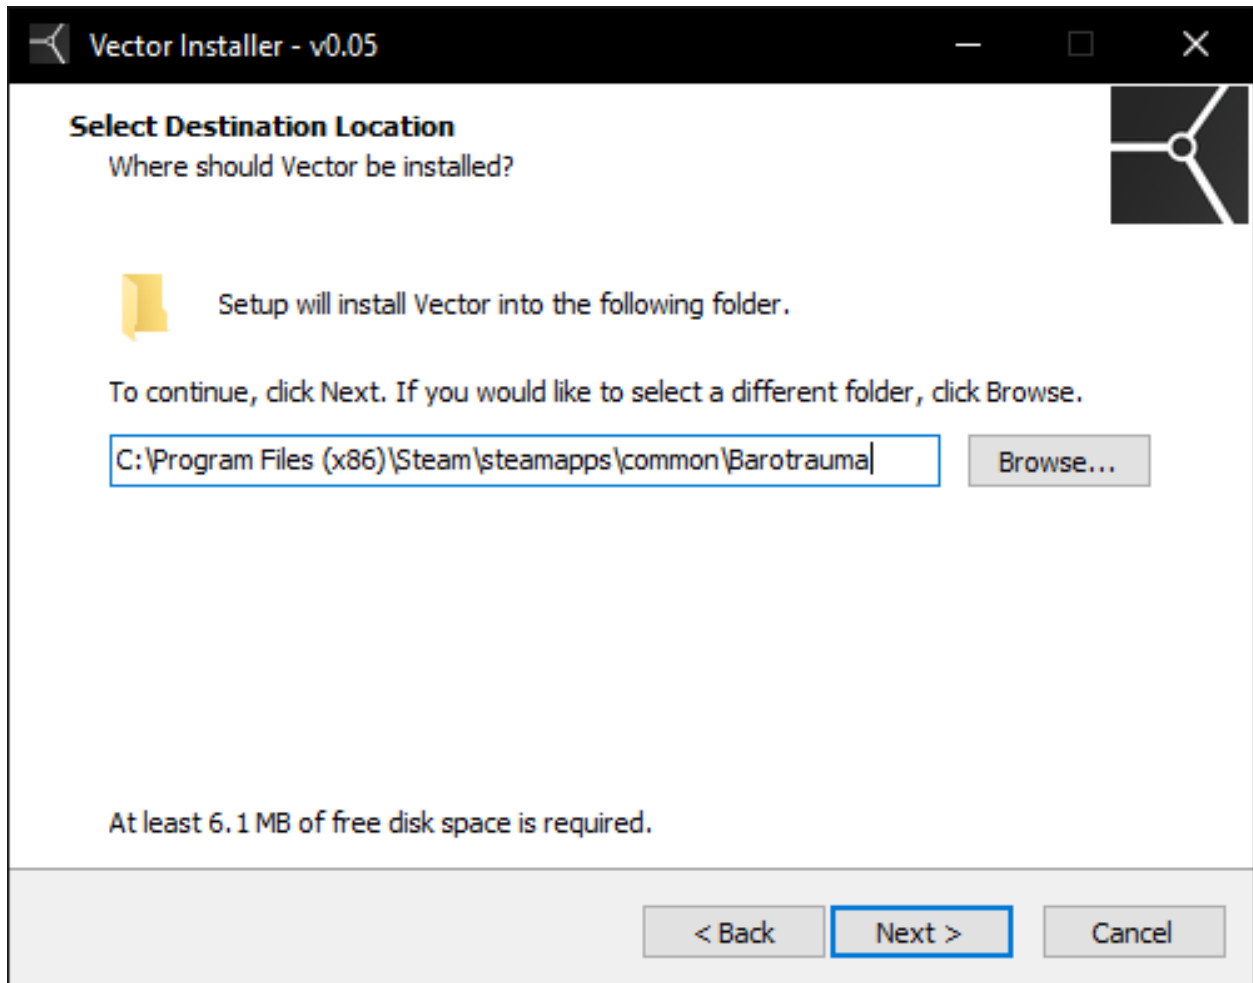 Vector Installer - v0.05
Select Destination Location
Where should Vector be installed?
Setup will install Vector into the following folder.
To continue, click Next. If you would like to select a different folder, click Browse.
C:\Program Files (x86)\Steam\steamapps\common\Barotrauma
Browse...
At least 6.1 MB of free disk space is required.
< Back
Next >
Cancel